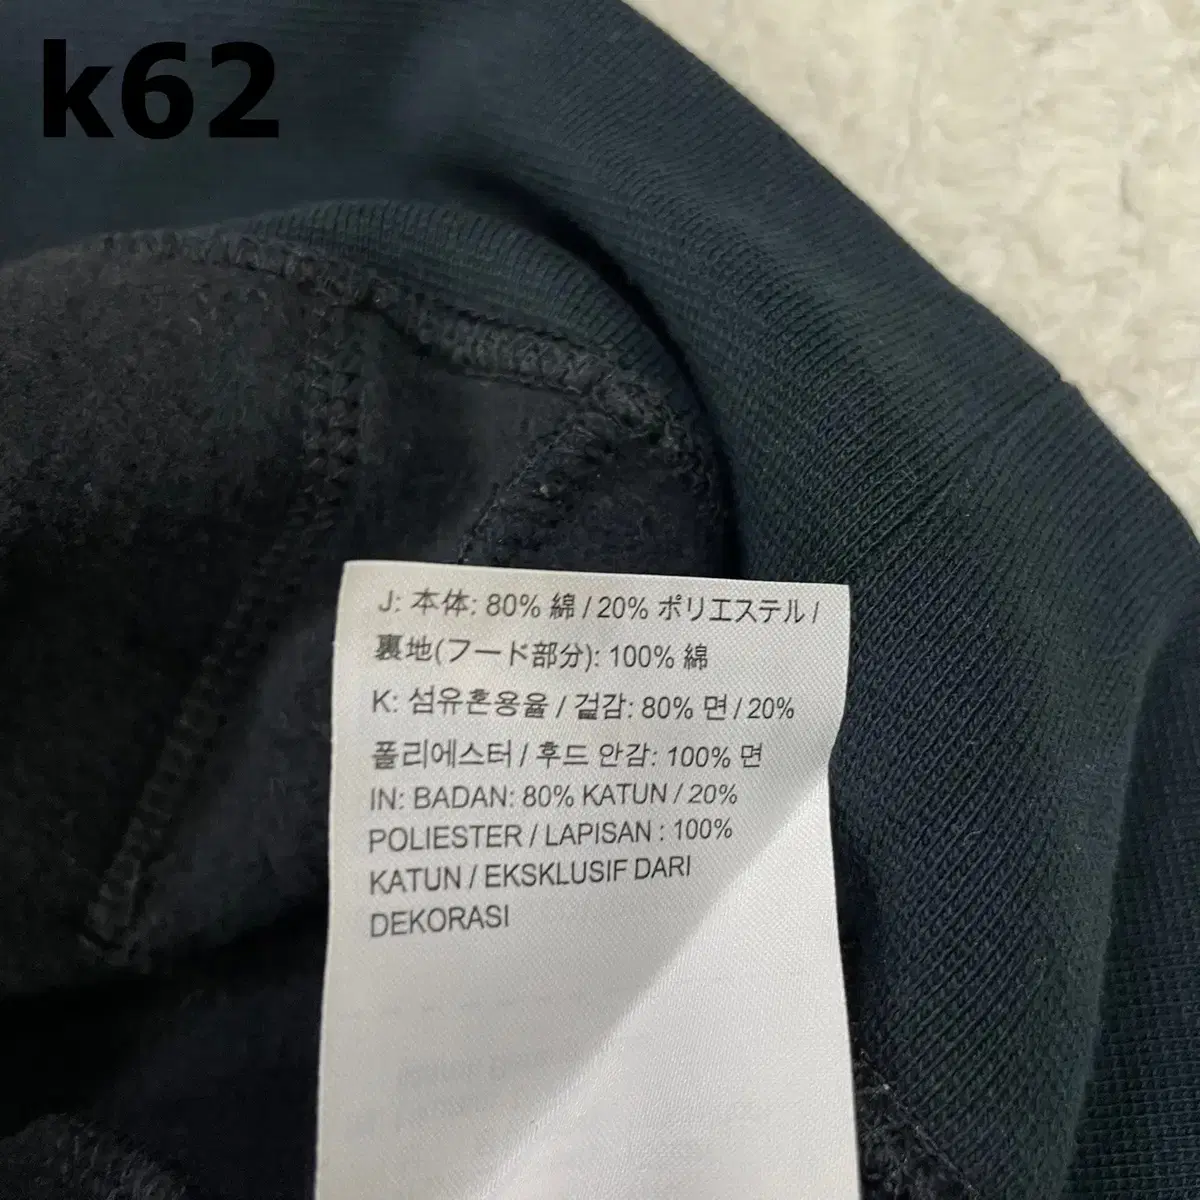 k62
J: 本体: 80% 綿 / 20% ポリエステル /
裏地(フード部分): 100% 綿
K: 섬유혼용율 / 겉감: 80% 면 / 20%
폴리에스터 / 후드 안감: 100% 면
IN: BADAN: 80% KATUN / 20%
POLIESTER / LAPISAN : 100%
KATUN / EKSKLUSIF DARI
DEKORASI